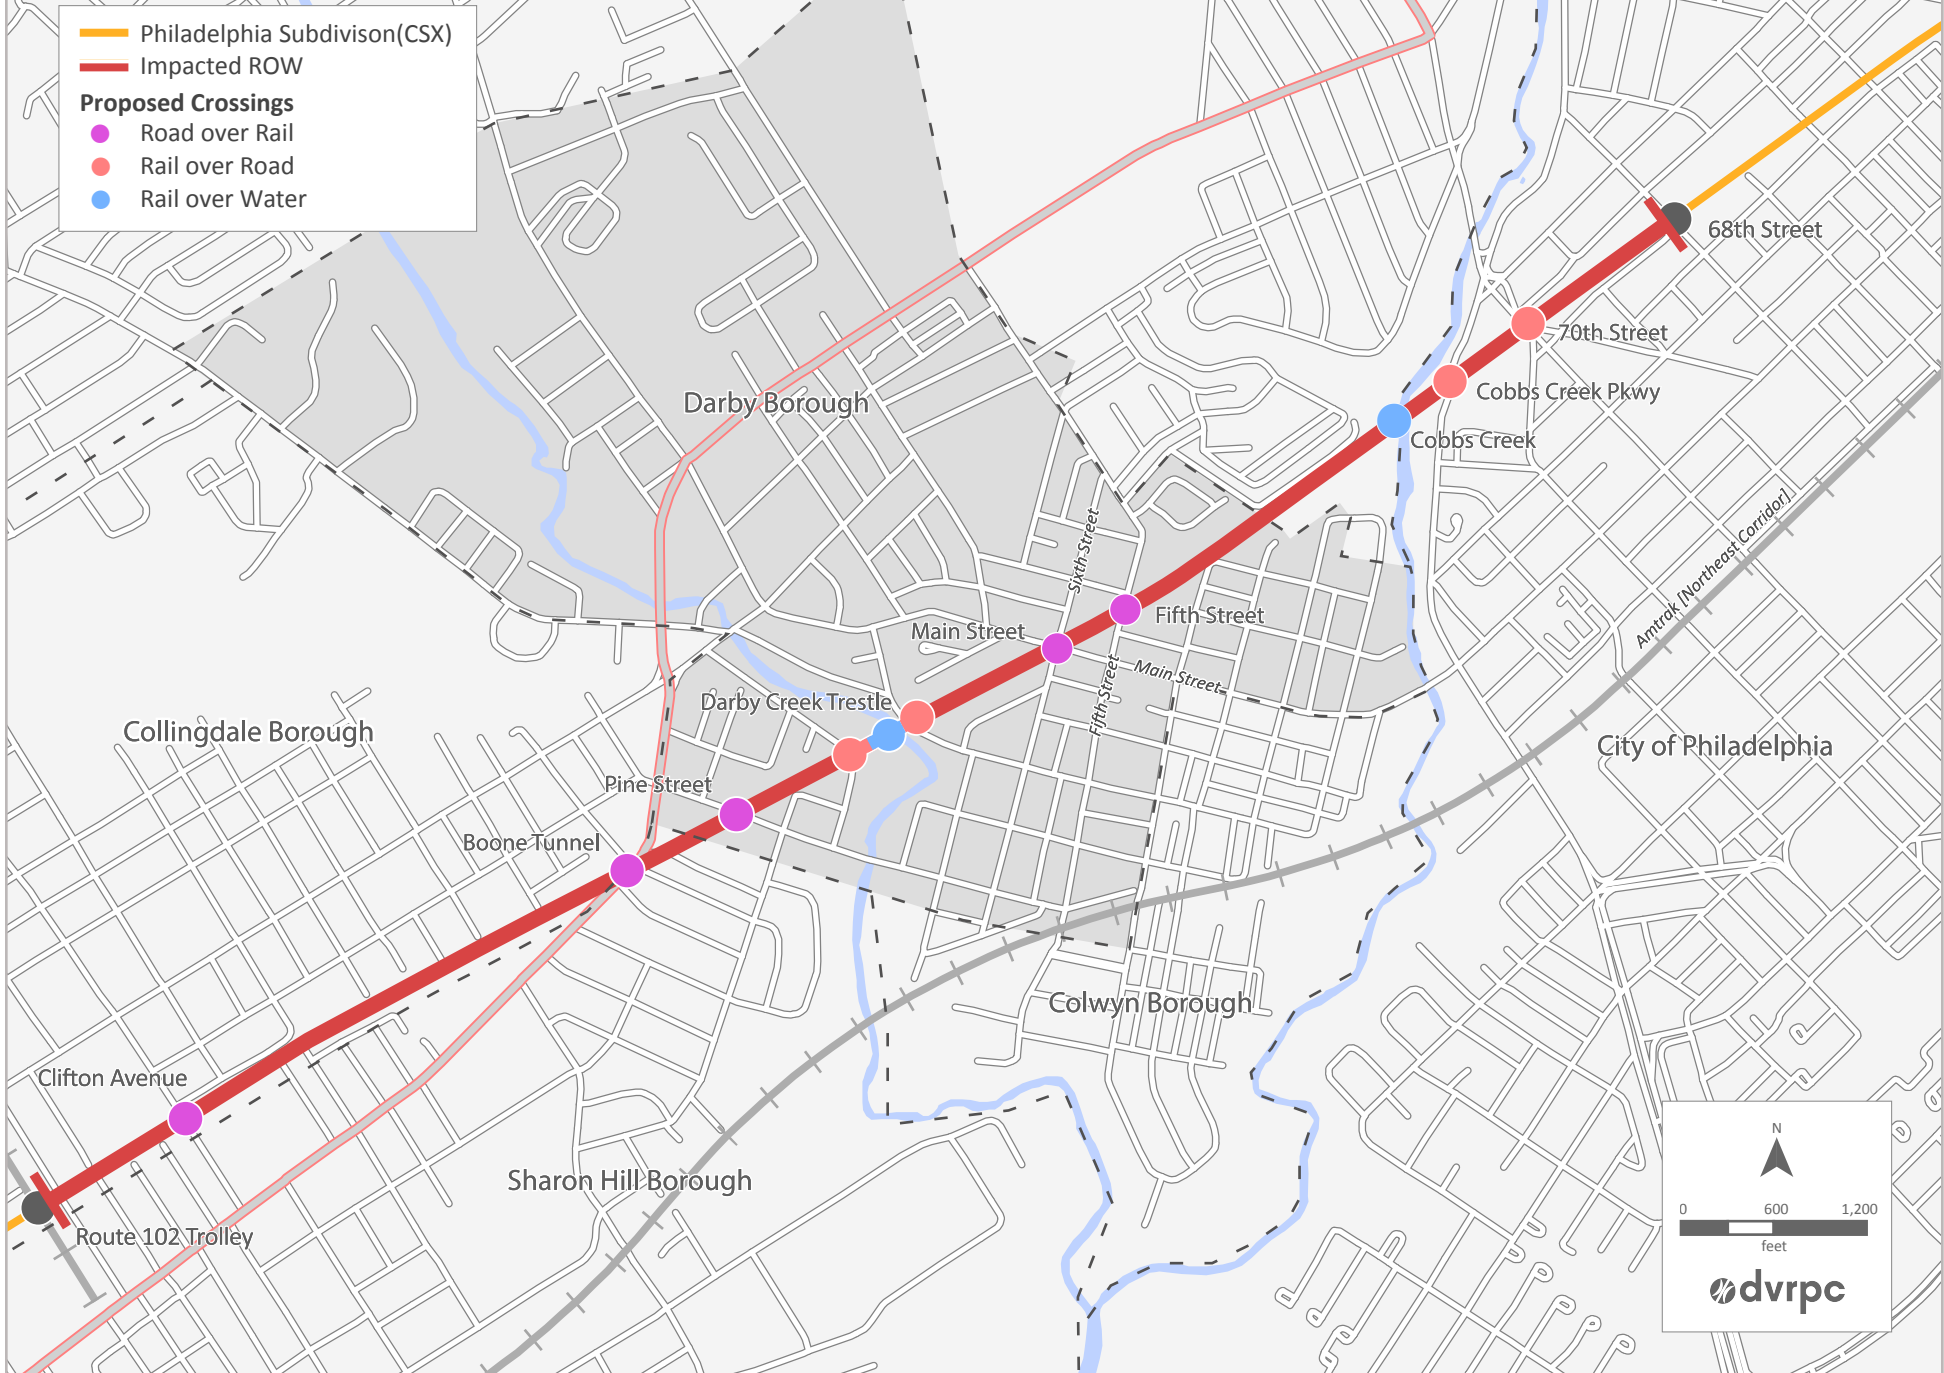 Philadelphia Subdivison(CSX)
Impacted ROW
Proposed Crossings
Road over Rail
Rail over Road
Rail over Water
68th Street
70th Street
Cobbs Creek Pkwy
Cobbs Creek
Darby Borough
Amtrak [Northeast Corridor]
Sixth Street
Fifth Street
Main Street
Main Street
Fifth Street
Darby Creek Trestle
Collingdale Borough
City of Philadelphia
Pine Street
Boone Tunnel
Colwyn Borough
Clifton Avenue
Sharon Hill Borough
Route 102 Trolley
N
0 600 1,200
feet
dvrpc